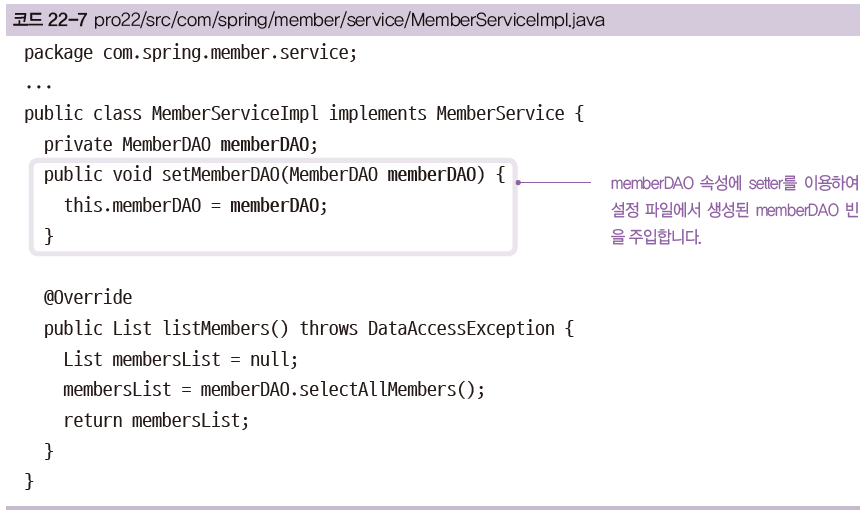 코드 22-7 pro22/src/com/spring/member/service/MemberServiceImpl.java
package com.spring.member.service;
...
public class MemberServiceImpl implements MemberService {
private MemberDAO memberDAO;
public void setMemberDAO(MemberDAO memberDAO) {
this.memberDAO = memberDAO;
}
memberDAO 속성에 setter를 이용하여
설정 파일에서 생성된 memberDAO 빈
을 주입합니다.
@Override
public List listMembers() throws DataAccessException {
List membersList = null;
membersList = memberDAO.selectAllMembers();
return membersList;
}
}